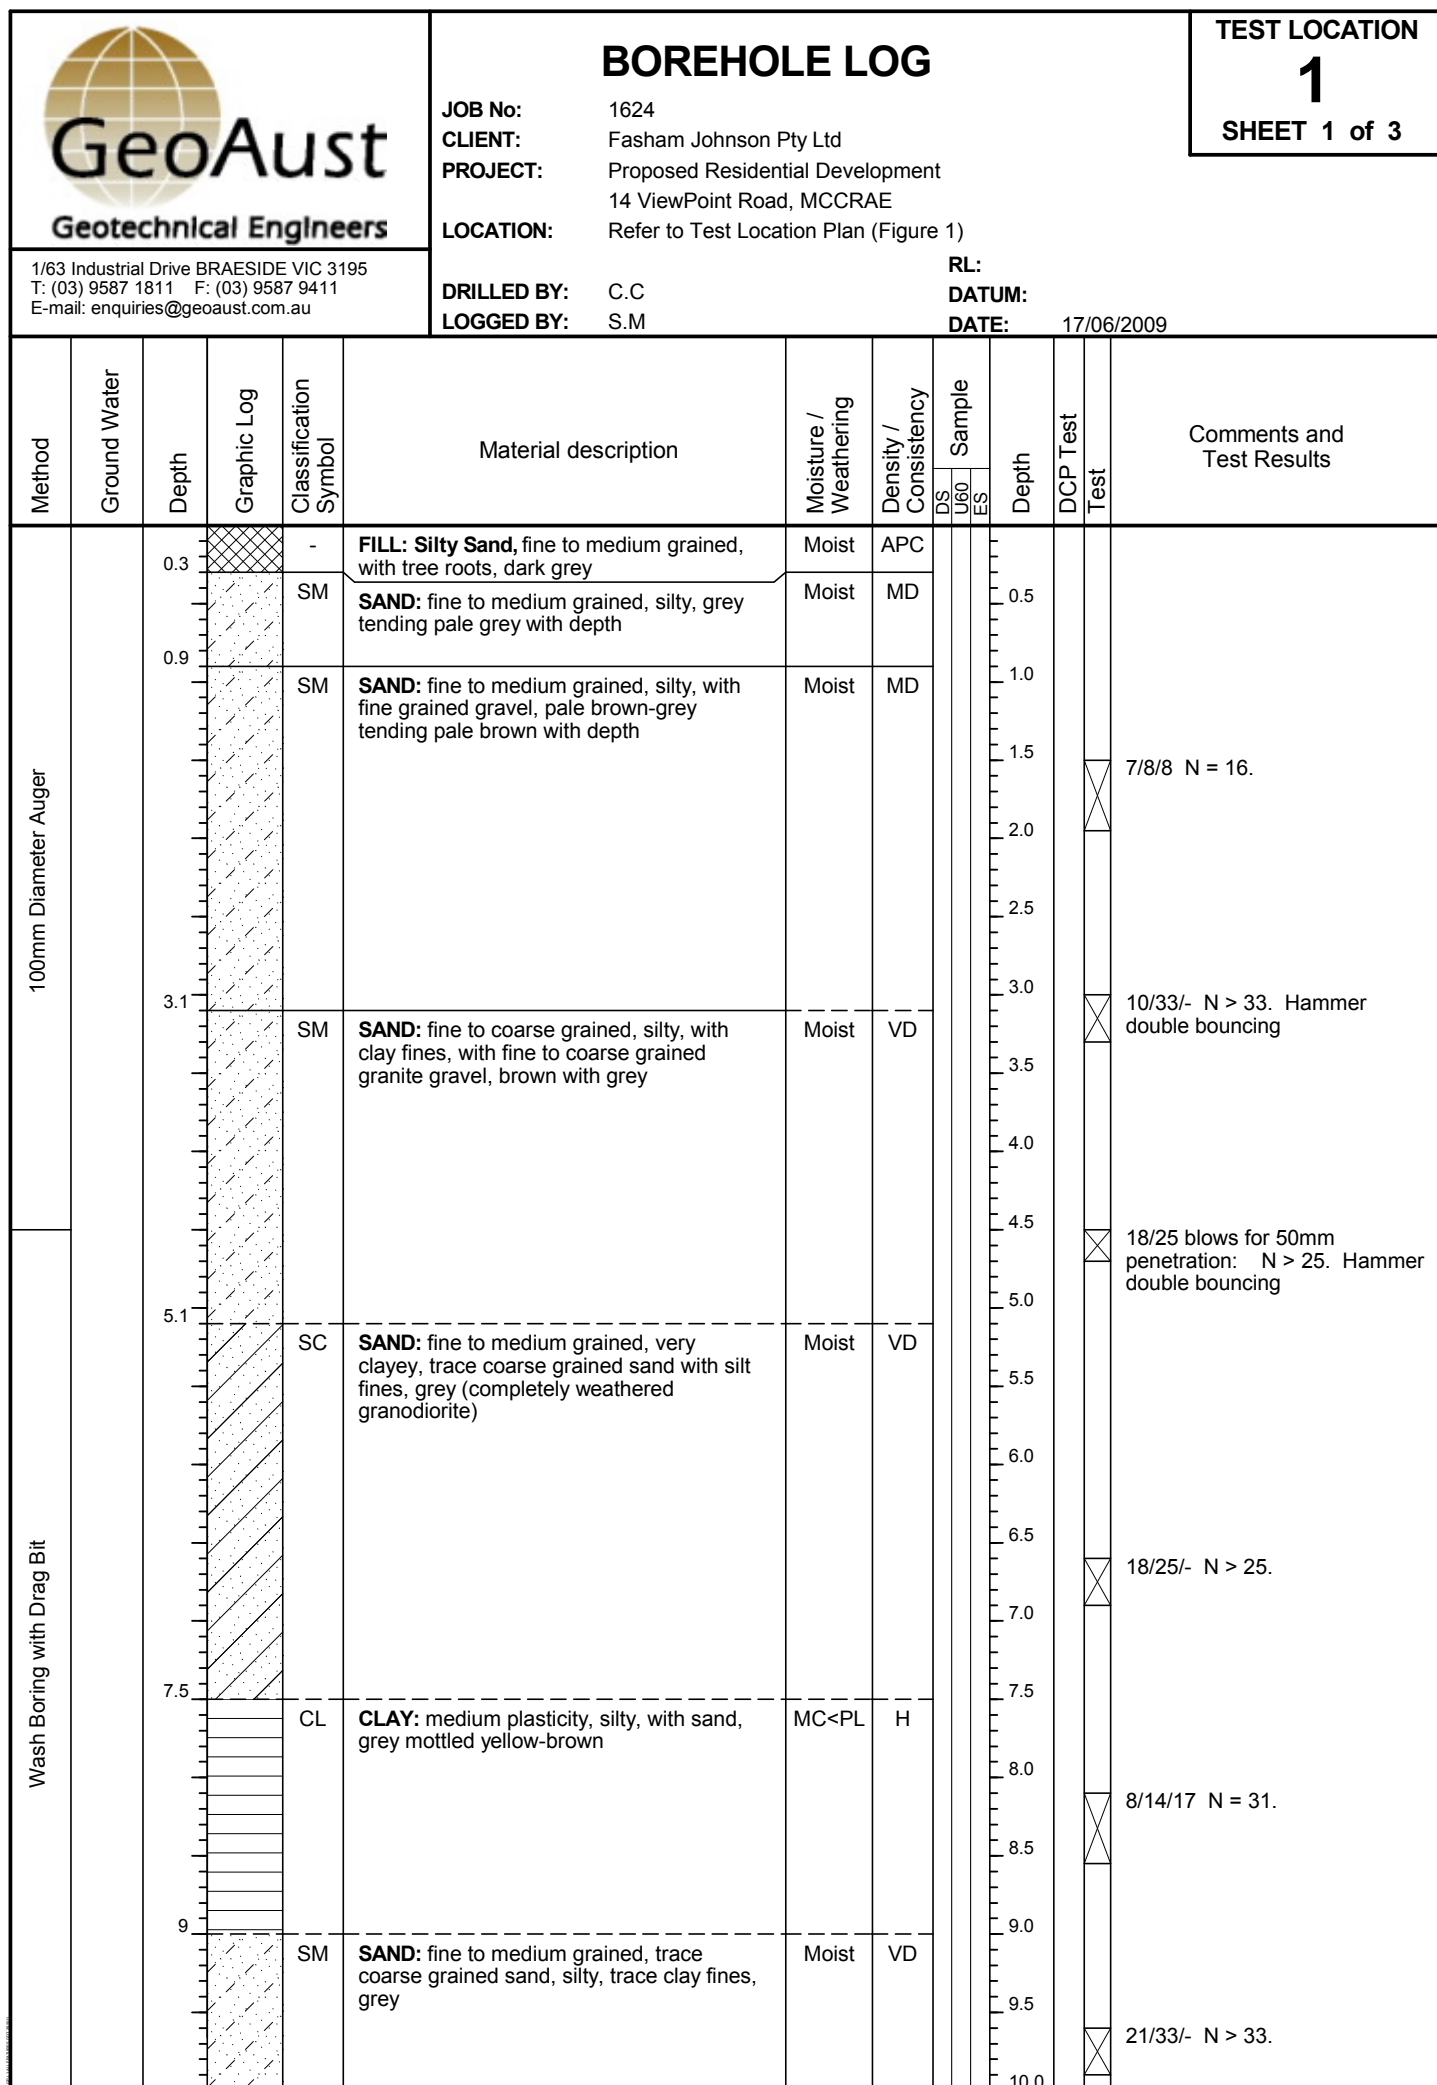 GeoAust
Geotechnical Engineers
1/63 Industrial Drive BRAESIDE VIC 3195
T: (03) 9587 1811 F: (03) 9587 9411
E-mail: enquiries@geoaust.com.au
BOREHOLE LOG
JOB No: 1624
CLIENT: Fasham Johnson Pty Ltd
PROJECT: Proposed Residential Development
14 ViewPoint Road, MCCRAE
LOCATION: Refer to Test Location Plan (Figure 1)
RL:
DRILLED BY: C.C DATUM:
LOGGED BY: S.M DATE: 17/06/2009
TEST LOCATION
1
SHEET 1 of 3
Method
Ground Water
Depth
Graphic Log
Classification
Symbol
Material description
Moisture /
Weathering
Density /
Consistency
Sample
DS
U60
ES
Depth
DCP Test
Test
Comments and
Test Results
100mm Diameter Auger
Wash Boring with Drag Bit
- FILL: Silty Sand, fine to medium grained, Moist APC
0.3 with tree roots, dark grey
SM SAND: fine to medium grained, silty, grey Moist MD 0.5
tending pale grey with depth
0.9
SM SAND: fine to medium grained, silty, with Moist MD 1.0
fine grained gravel, pale brown-grey
tending pale brown with depth
1.5
7/8/8 N = 16.
2.0
2.5
3.1 3.0
10/33/- N > 33. Hammer
double bouncing
SM SAND: fine to coarse grained, silty, with Moist VD
clay fines, with fine to coarse grained
granite gravel, brown with grey
3.5
4.0
4.5
18/25 blows for 50mm
penetration: N > 25. Hammer
double bouncing
5.1 5.0
SC SAND: fine to medium grained, very Moist VD
clayey, trace coarse grained sand with silt
fines, grey (completely weathered
granodiorite)
5.5
6.0
6.5
18/25/- N > 25.
7.0
7.5 7.5
CL CLAY: medium plasticity, silty, with sand, MC<PL H
grey mottled yellow-brown
8.0
8/14/17 N = 31.
8.5
9 9.0
SM SAND: fine to medium grained, trace Moist VD
coarse grained sand, silty, trace clay fines,
grey
9.5
21/33/- N > 33.
10.0